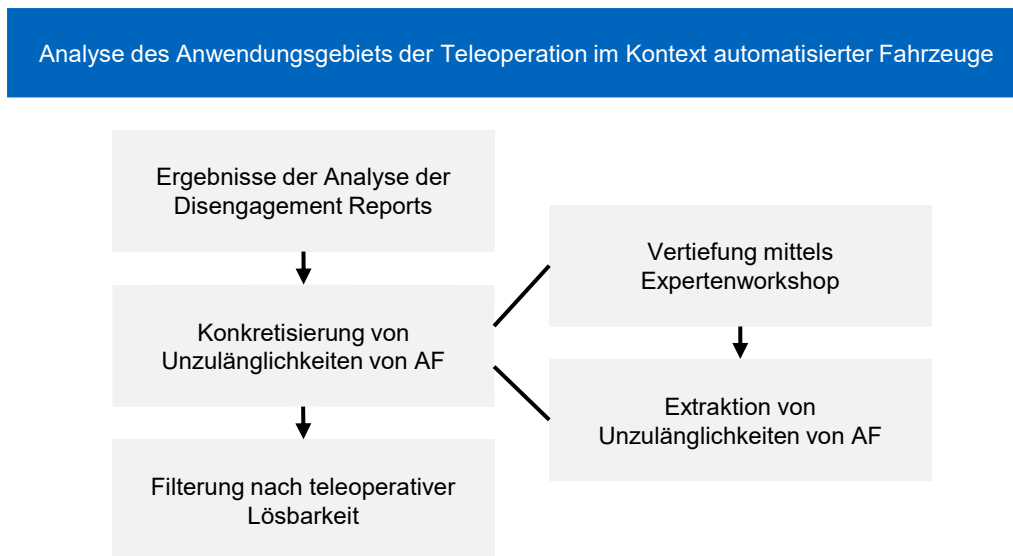 Analyse des Anwendungsgebiets der Teleoperation im Kontext automatisierter Fahrzeuge
Ergebnisse der Analyse der
Disengagement Reports
Konkretisierung von
Unzulänglichkeiten von AF
Filterung nach teleoperativer
Lösbarkeit
Vertiefung mittels
Expertenworkshop
Extraktion von
Unzulänglichkeiten von AF